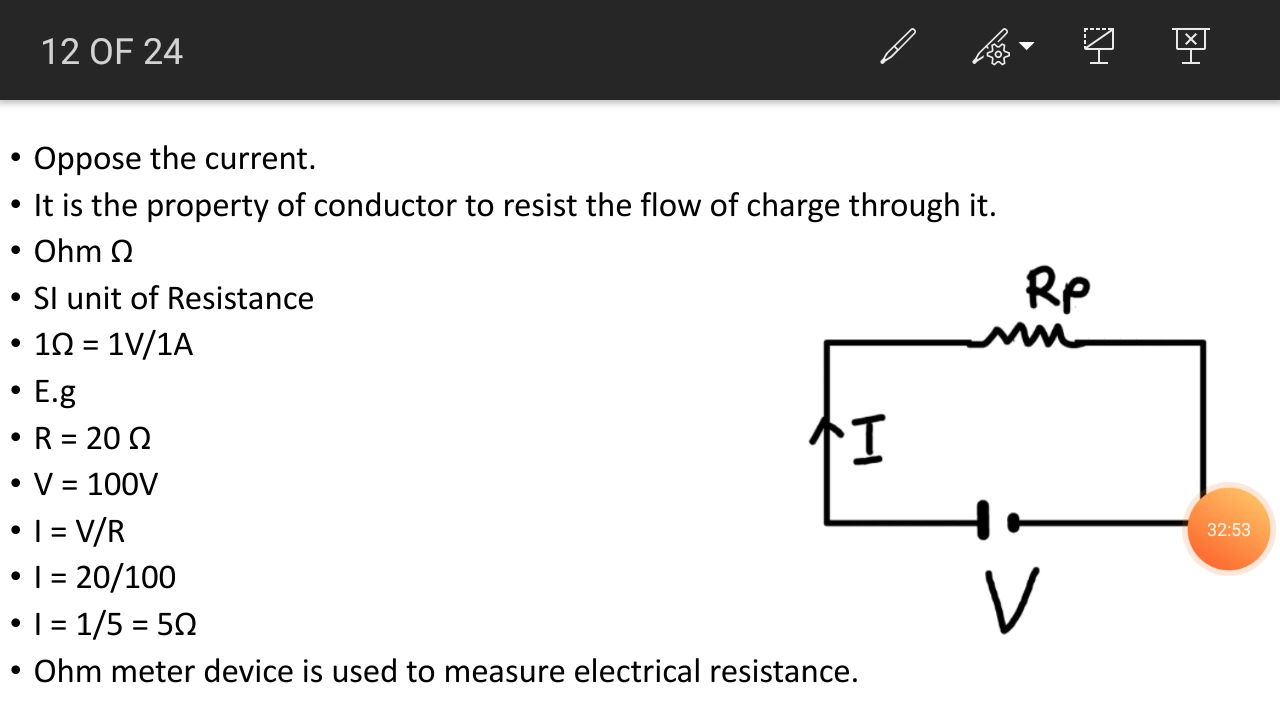 12 OF 24
• Oppose the current.
• It is the property of conductor to resist the flow of charge through it.
• Ohm Ω
• SI unit of Resistance
• 1Ω = 1V/1A
• E.g
• R = 20 Ω
• V = 100V
• I = V/R
• I = 20/100
• I = 1/5 = 5Ω
• Ohm meter device is used to measure electrical resistance.
Rp
I
V
32:53